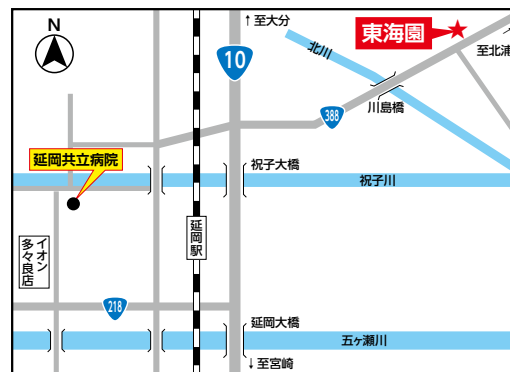 N
↑至大分
東海園
10
北川
至北浦
川島橋
388
延岡共立病院
祝子大橋
祝子川
延岡駅
イオン
多々良店
218
延岡大橋
五ヶ瀬川
↓至宮崎